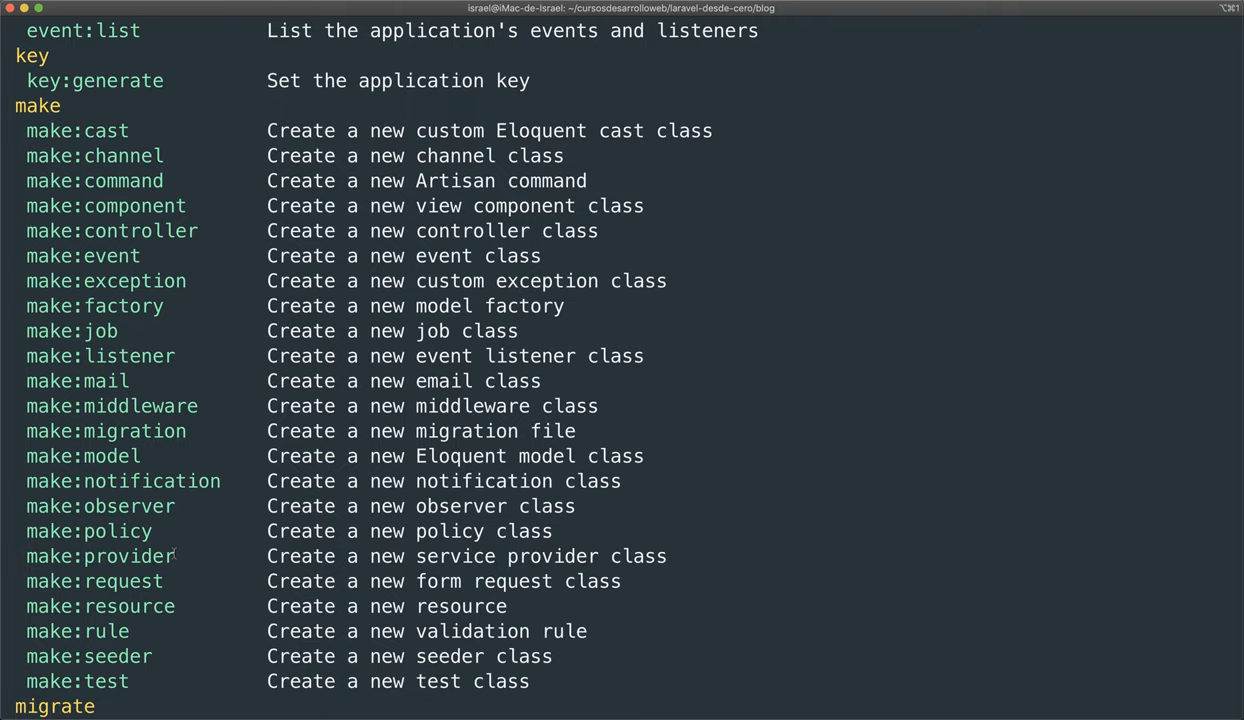 israel@iMac-de-Israel: ~/cursosdesarrolloweb/laravel-desde-cero/blog
⌥⌘1
event:list List the application's events and listeners
key
key:generate Set the application key
make
make:cast Create a new custom Eloquent cast class
make:channel Create a new channel class
make:command Create a new Artisan command
make:component Create a new view component class
make:controller Create a new controller class
make:event Create a new event class
make:exception Create a new custom exception class
make:factory Create a new model factory
make:job Create a new job class
make:listener Create a new event listener class
make:mail Create a new email class
make:middleware Create a new middleware class
make:migration Create a new migration file
make:model Create a new Eloquent model class
make:notification Create a new notification class
make:observer Create a new observer class
make:policy Create a new policy class
make:provider Create a new service provider class
make:request Create a new form request class
make:resource Create a new resource
make:rule Create a new validation rule
make:seeder Create a new seeder class
make:test Create a new test class
migrate